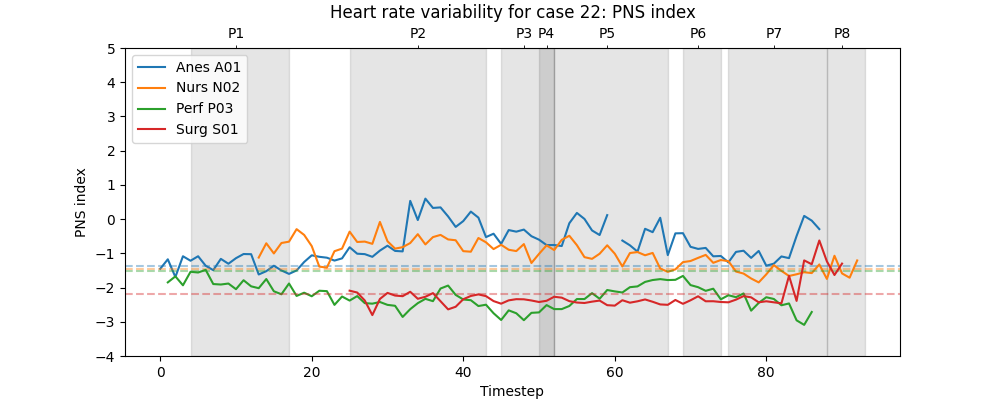 Heart rate variability for case 22: PNS index
P1 P2 P3 P4 P5 P6 P7 P8
5
4
3
2
1
0
−1
−2
−3
−4
PNS index
Anes A01
Nurs N02
Perf P03
Surg S01
0 20 40 60 80
Timestep